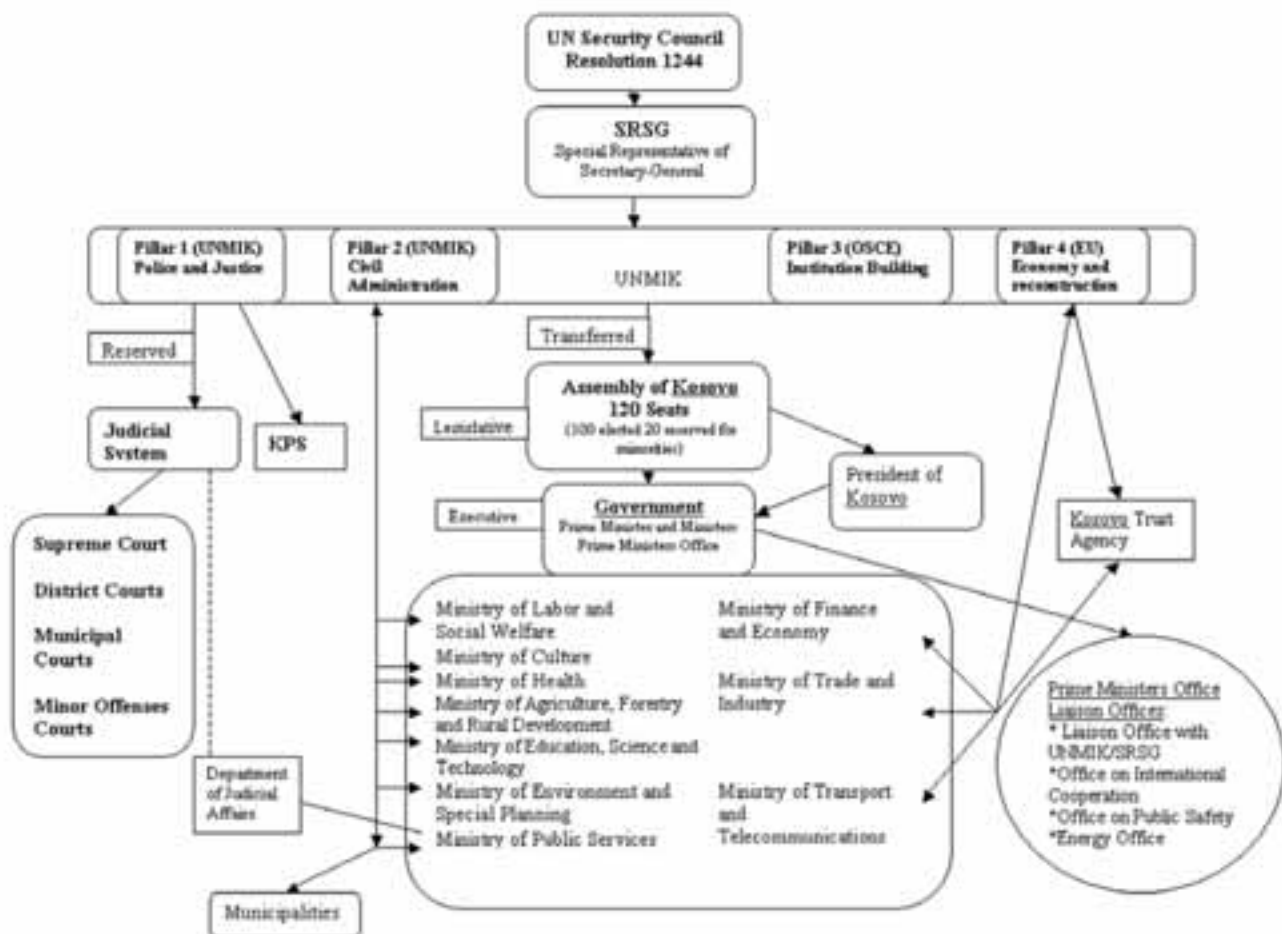 UN Security Council
Resolution 1244
SRSG
Special Representative of
Secretary-General
Pillar 1 (UNMIK)
Police and Justice
Pillar 2 (UNMIK)
Civil
Administration
UNMIK
Pillar 3 (OSCE)
Institution Building
Pillar 4 (EU)
Economy and
reconstruction
Reserved
Transferred
Judicial
System
KPS
Legislative
Assembly of Kosovo
120 Seats
(100 elected 20 reserved for
minorities)
President of
Kosovo
Executive
Government
Prime Minister and Ministers
Prime Ministers Office
Kosovo Trust
Agency
Supreme Court
District Courts
Municipal
Courts
Minor Offenses
Courts
Ministry of Labor and
Social Welfare
Ministry of Culture
Ministry of Health
Ministry of Agriculture, Forestry
and Rural Development
Ministry of Education, Science and
Technology
Ministry of Environment and
Special Planning
Ministry of Public Services
Ministry of Finance
and Economy
Ministry of Trade and
Industry
Ministry of Transport
and
Telecommunications
Prime Ministers Office
Liaison Offices:
* Liaison Office with
UNMIK/SRSG
*Office on International
Cooperation
*Office on Public Safety
*Energy Office
Department
of Judicial
Affairs
Municipalities